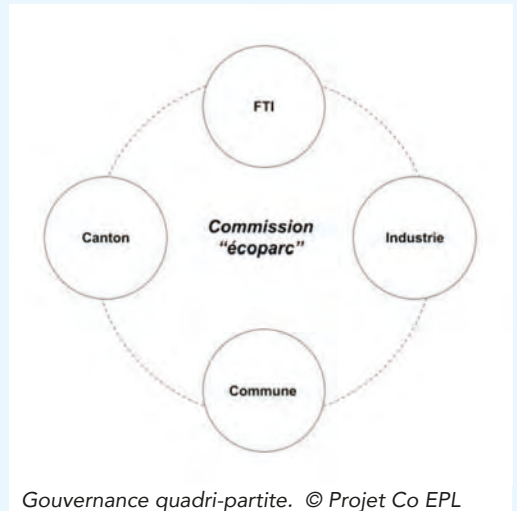 FTI
Canton
Commission
"écoparc"
Industrie
Commune
Gouvernance quadri-partite. © Projet Co EPL